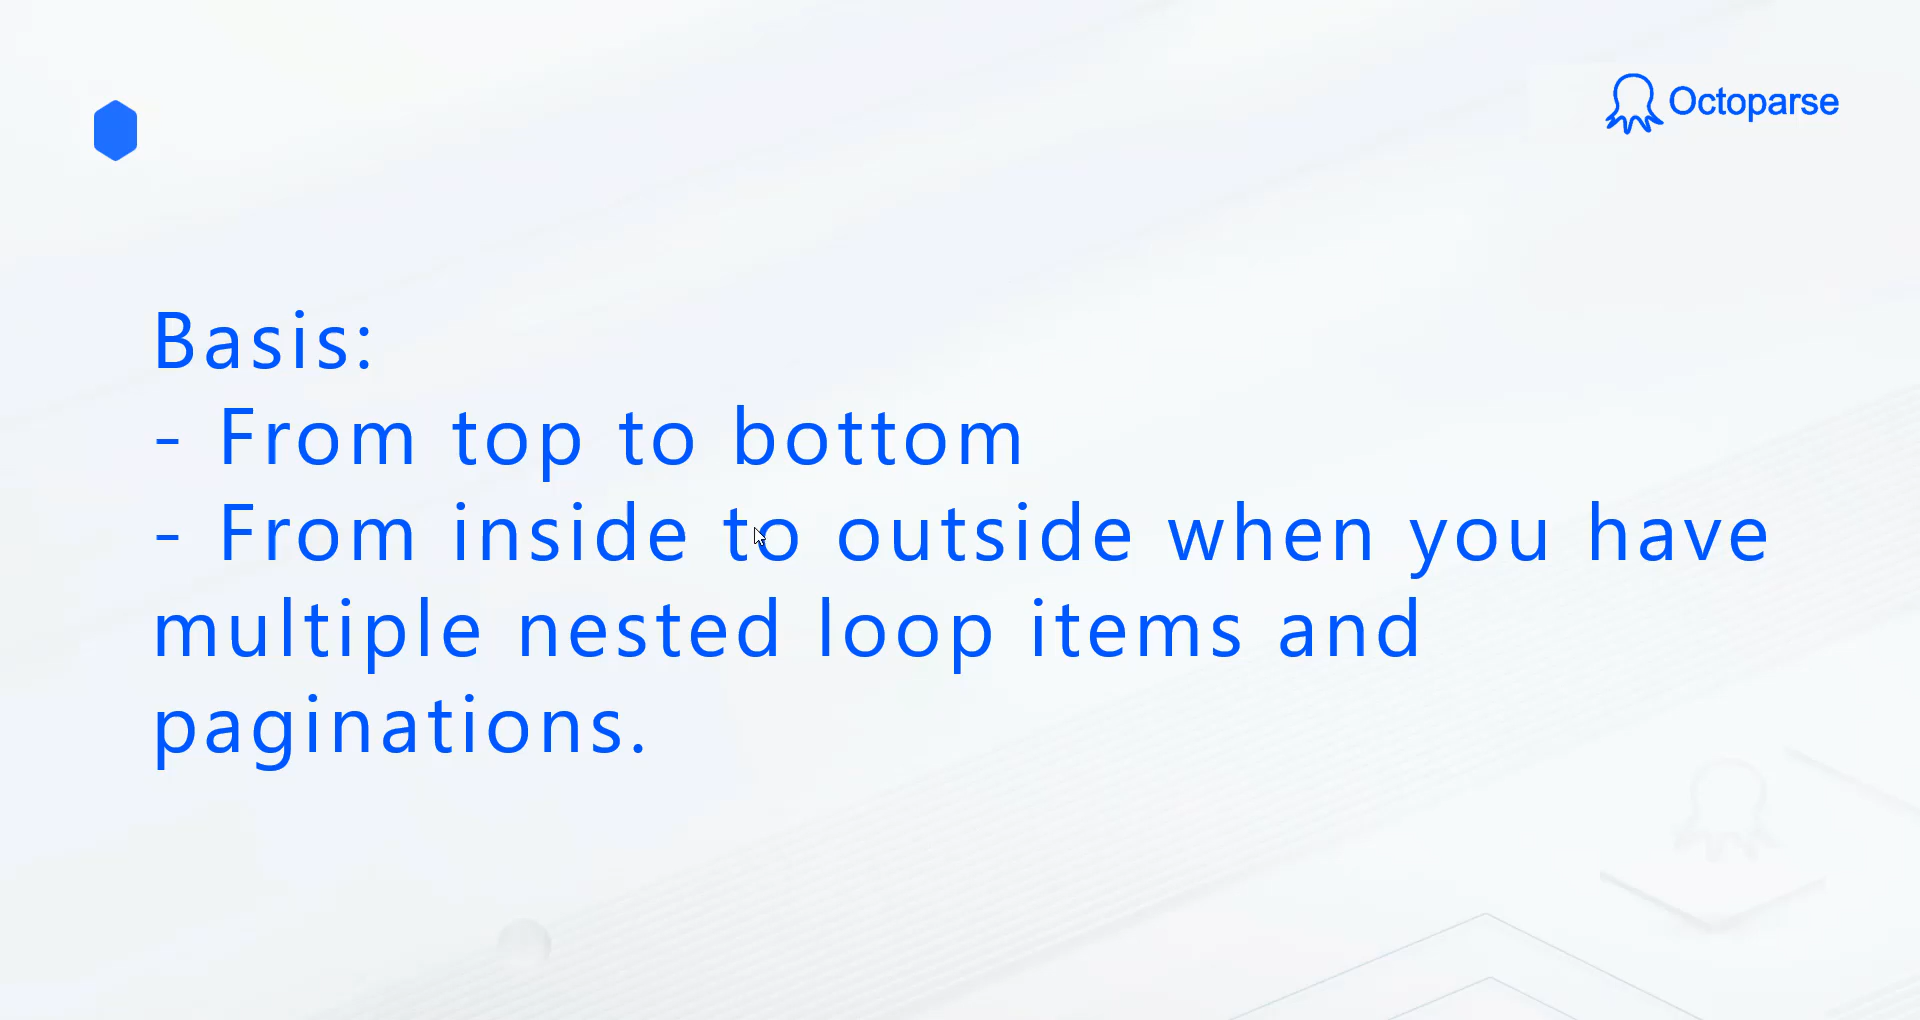 Octoparse
Basis:
- From top to bottom
- From inside to outside when you have
multiple nested loop items and
paginations.